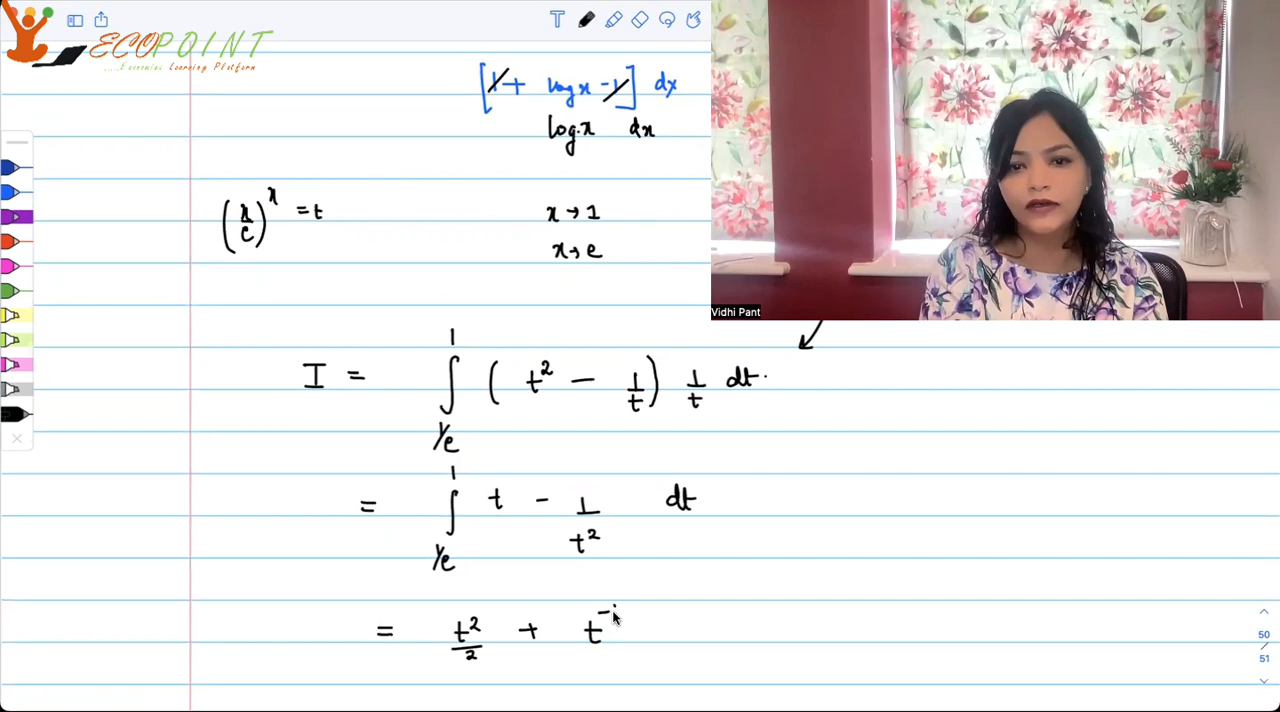 ECOPOINT
.....Economics Learning Platform
[1 + log x - 1] dx
log x dx
(x/e)^x = t
x → 1
x → e
Vidhi Pant
I = ∫_{1/e}^{1} ( t² - 1/t ) 1/t dt.
= ∫_{1/e}^{1} t - 1/t² dt
= t²/2 + t^-
50
/
51